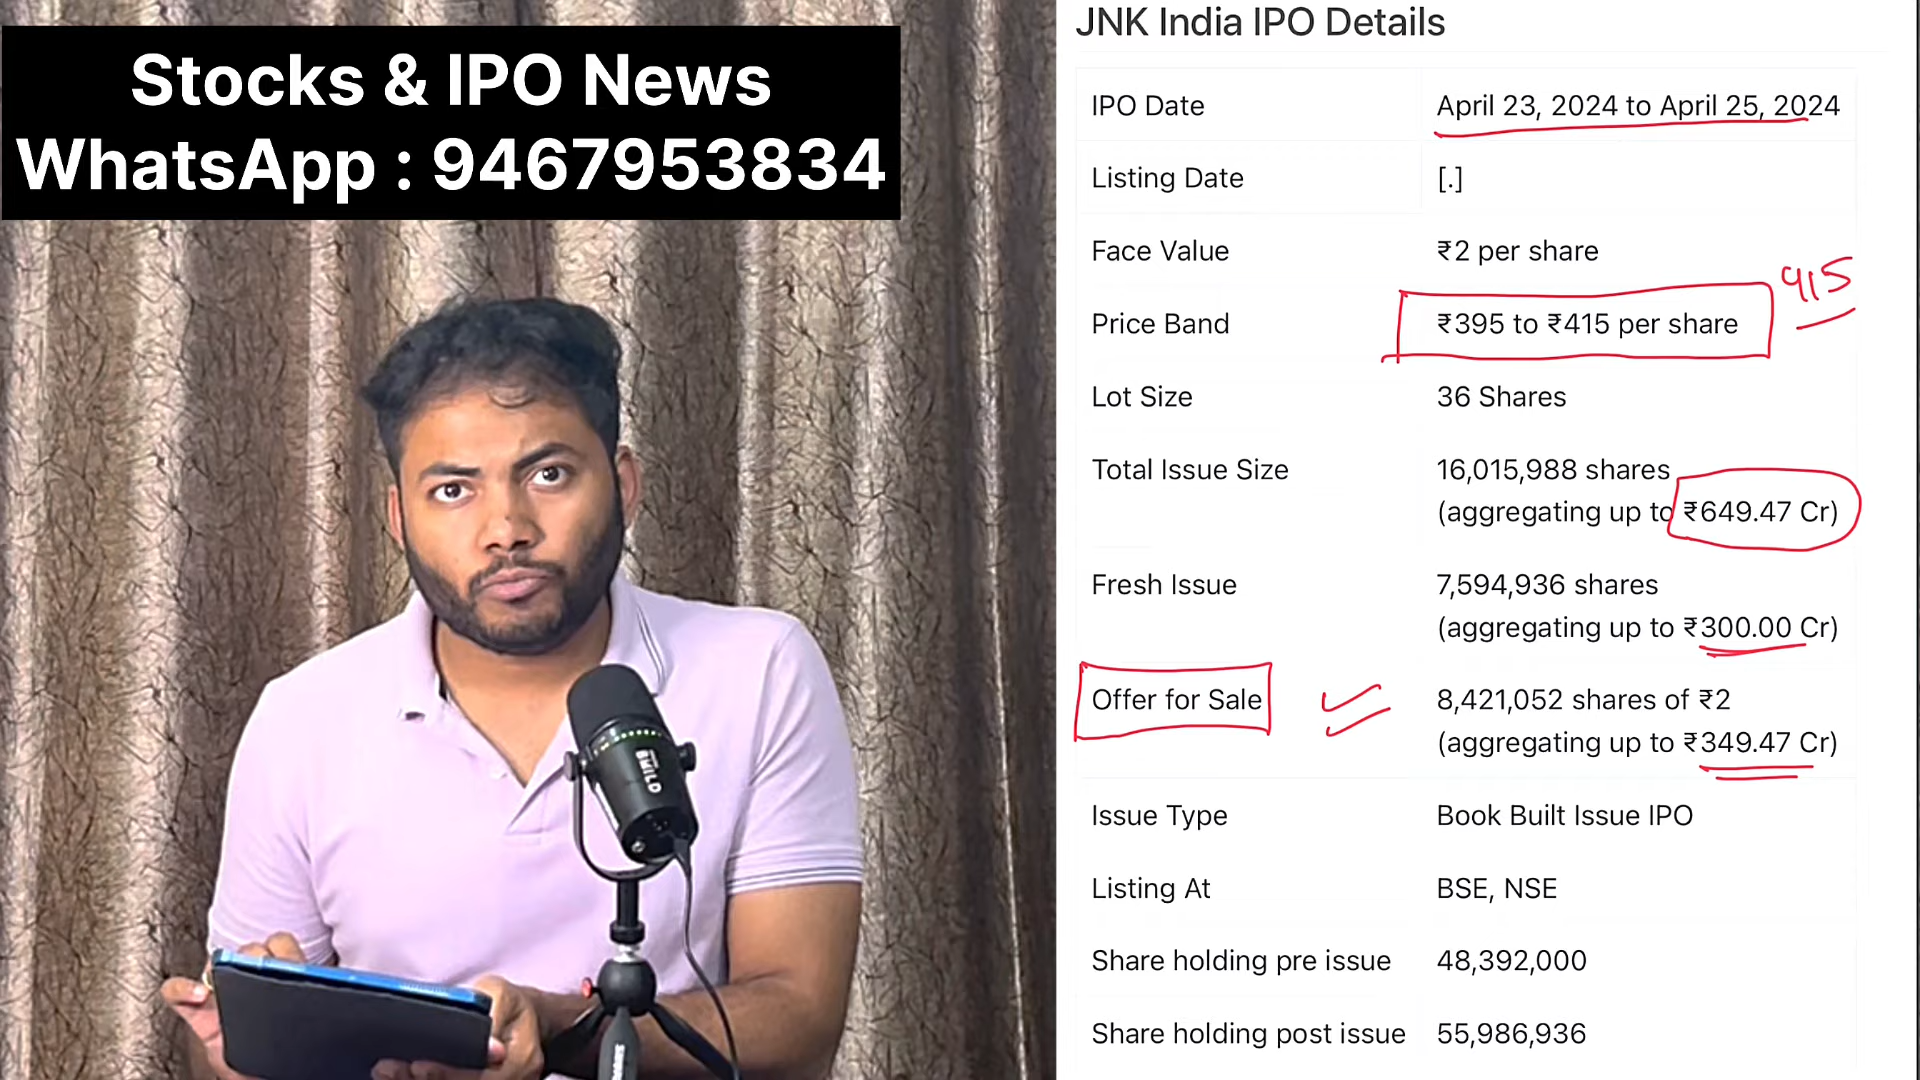 Stocks & IPO News
WhatsApp : 9467953834
JNK India IPO Details
IPO Date April 23, 2024 to April 25, 2024
Listing Date [.]
Face Value ₹2 per share
415
Price Band ₹395 to ₹415 per share
Lot Size 36 Shares
Total Issue Size 16,015,988 shares
(aggregating up to ₹649.47 Cr)
Fresh Issue 7,594,936 shares
(aggregating up to ₹300.00 Cr)
Offer for Sale 8,421,052 shares of ₹2
(aggregating up to ₹349.47 Cr)
Issue Type Book Built Issue IPO
Listing At BSE, NSE
Share holding pre issue 48,392,000
Share holding post issue 55,986,936